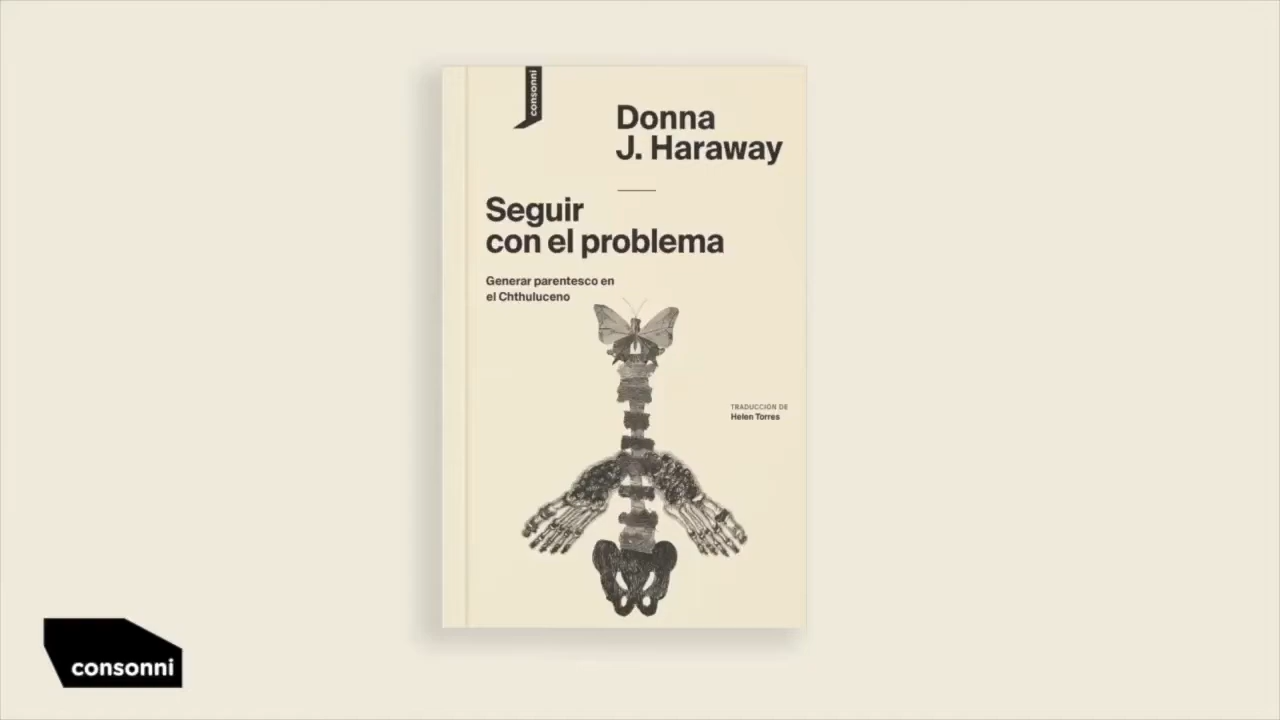 consonni
Donna
J. Haraway
Seguir
con el problema
Generar parentesco en
el Chthuluceno
TRADUCCIÓN DE
Helen Torres
consonni